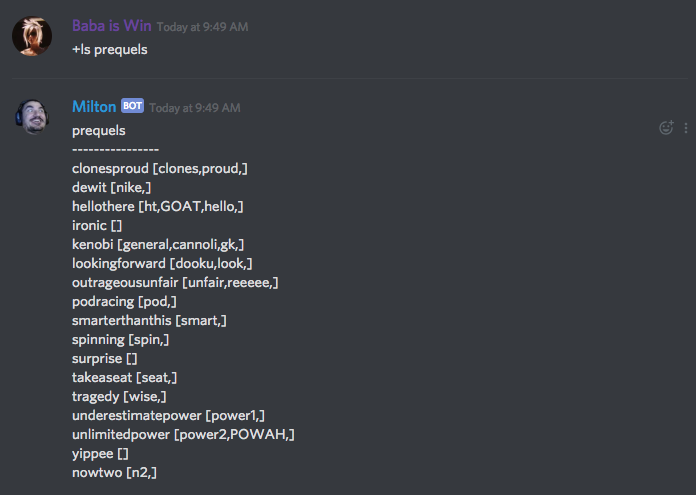 Baba is Win Today at 9:49 AM
+ls prequels
Milton BOT Today at 9:49 AM
prequels
----------------
clonesproud [clones,proud,]
dewit [nike,]
hellothere [ht,GOAT,hello,]
ironic []
kenobi [general,cannoli,gk,]
lookingforward [dooku,look,]
outrageousunfair [unfair,reeeee,]
podracing [pod,]
smarterthanthis [smart,]
spinning [spin,]
surprise []
takeaseat [seat,]
tragedy [wise,]
underestimatepower [power1,]
unlimitedpower [power2,POWAH,]
yippee []
nowtwo [n2,]